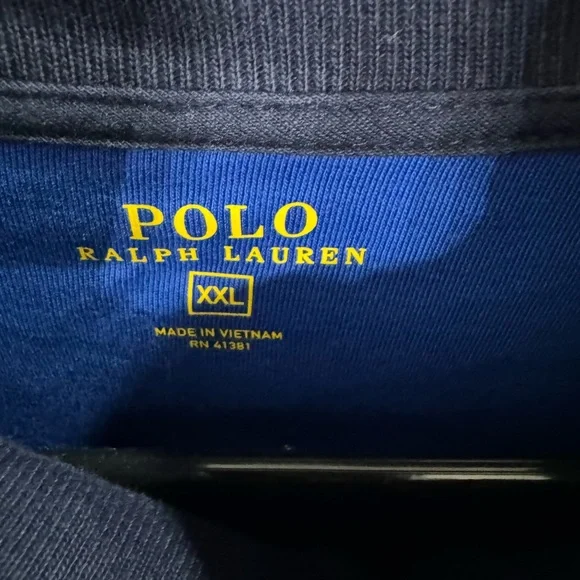 POLO
RALPH LAUREN
XXL
MADE IN VIETNAM
RN 41381